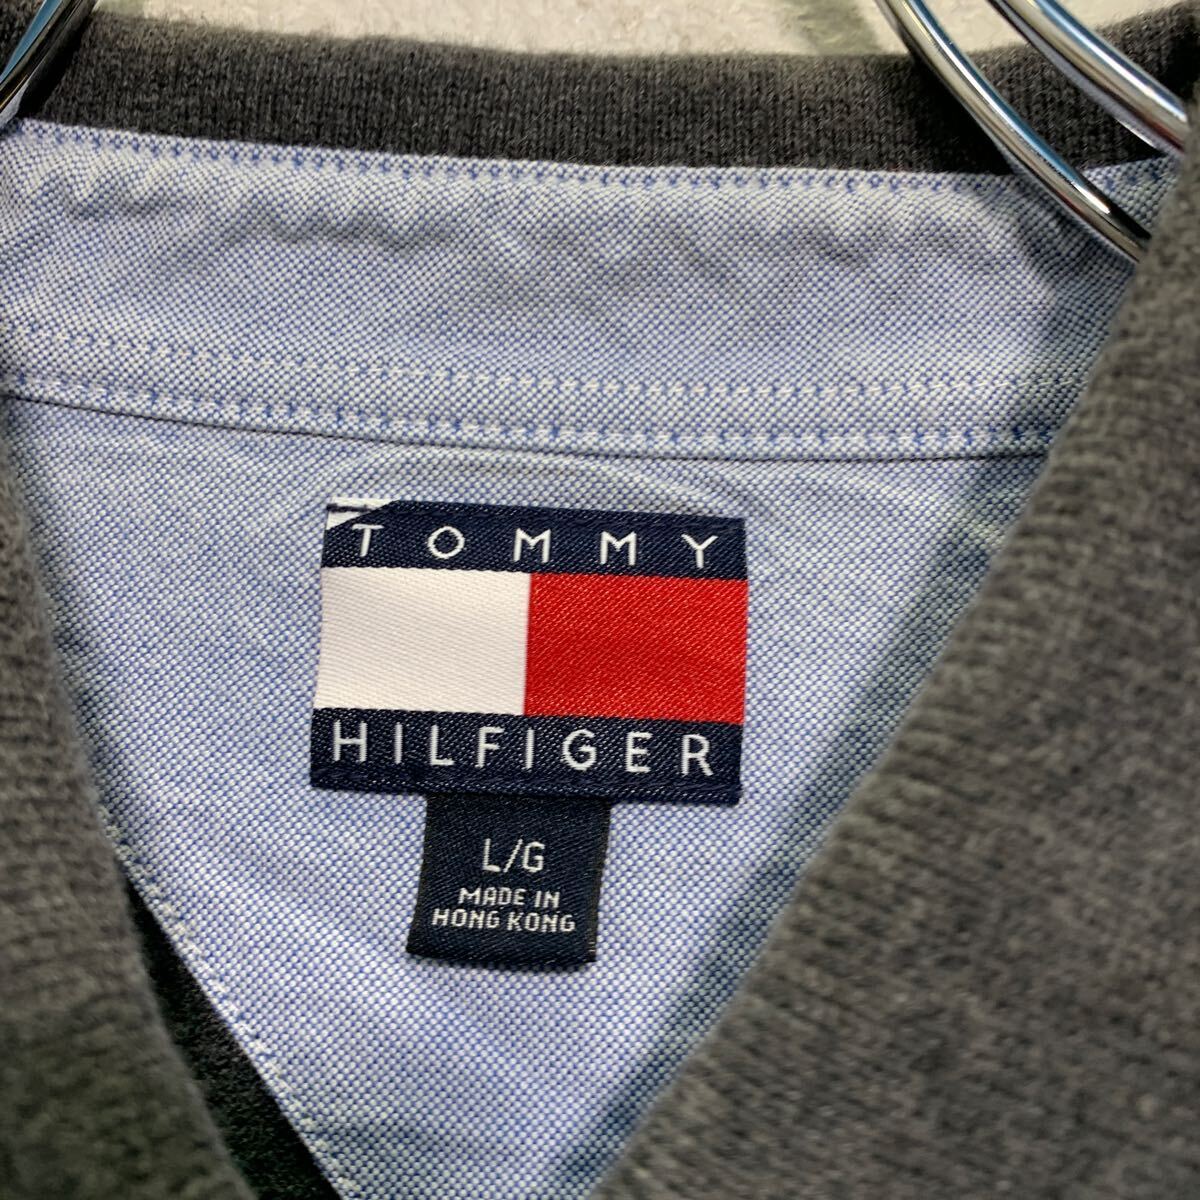 TOMMY
HILFIGER
L/G
MADE IN
HONG KONG